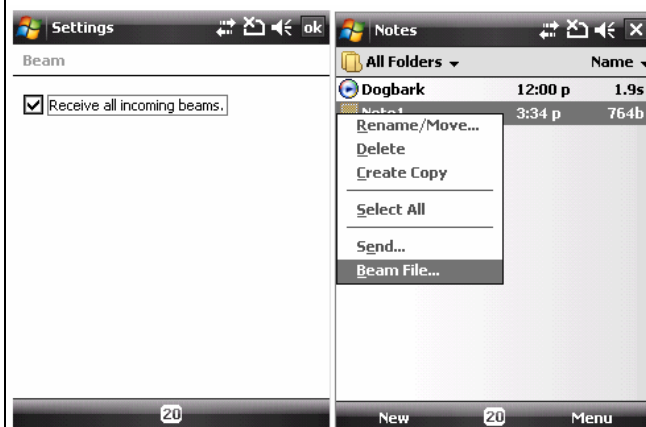 Settings
ok
Beam
Receive all incoming beams.
20
Notes
All Folders
Name
Dogbark 12:00 p 1.9s
Note1 3:34 p 764b
Rename/Move...
Delete
Create Copy
Select All
Send...
Beam File...
New 20 Menu